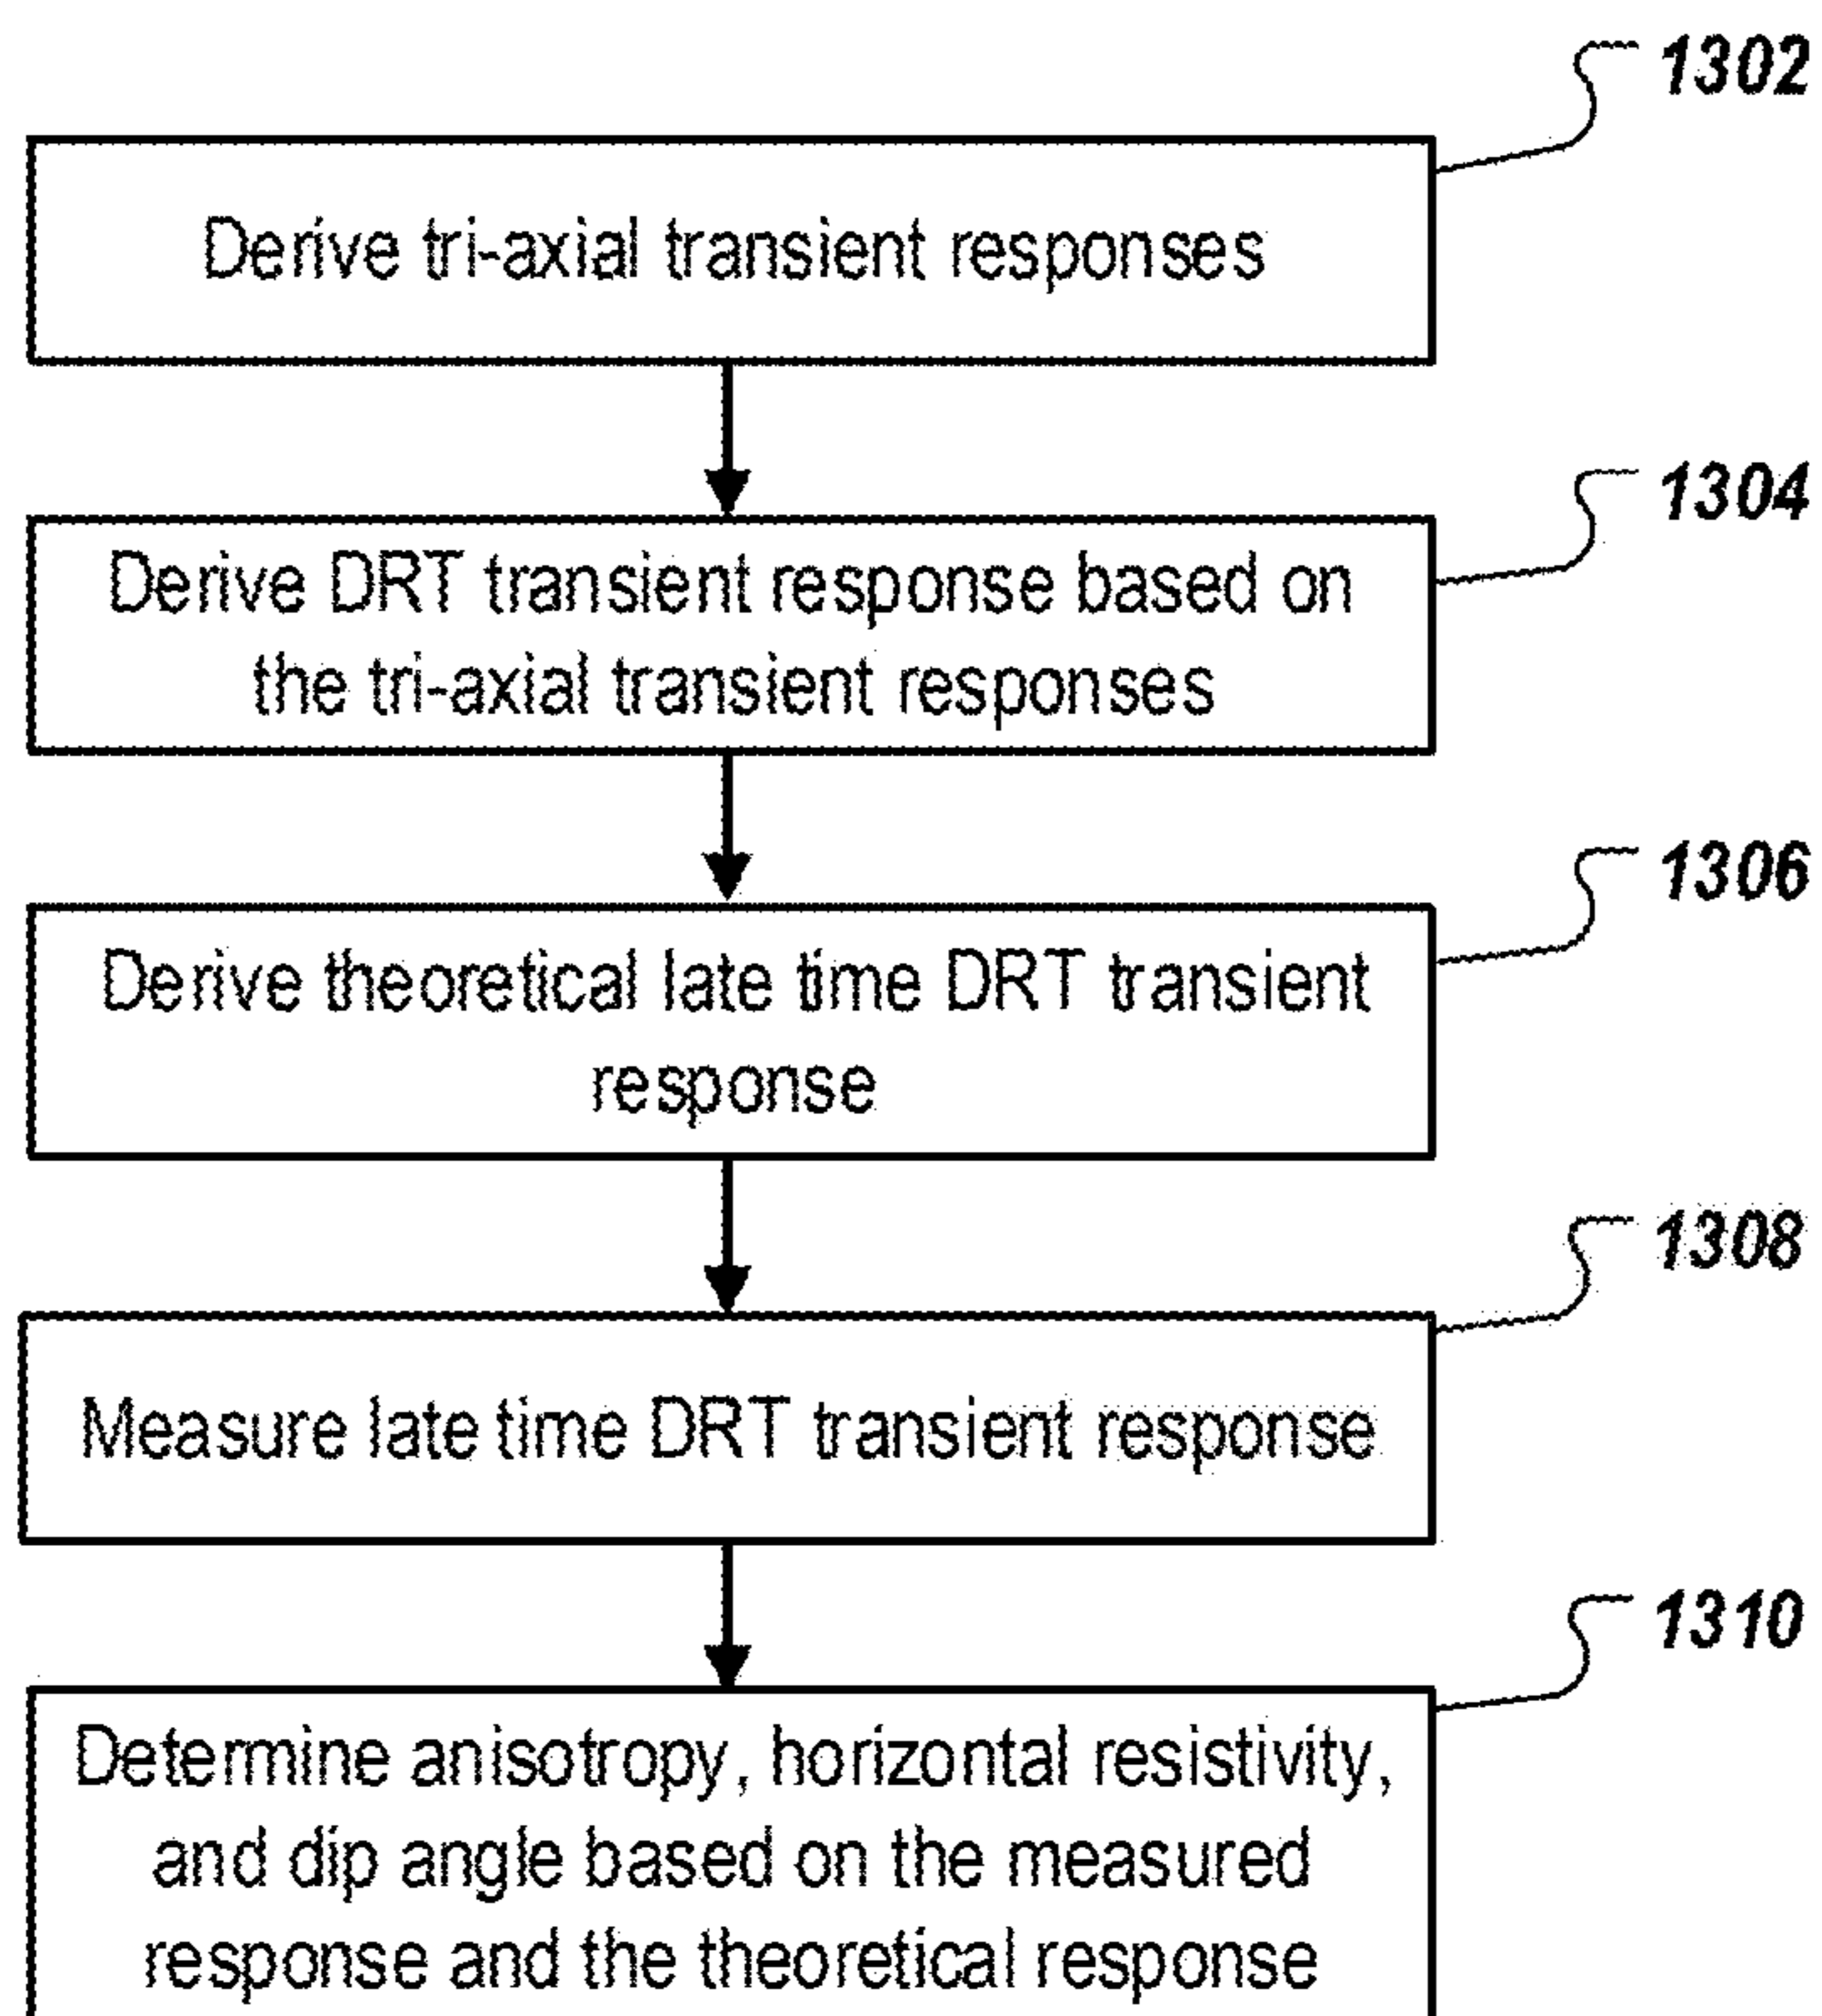 1302
Derive tri-axial transient responses
1304
Derive DRT transient response based on
the tri-axial transient responses
1306
Derive theoretical late time DRT transient
response
1308
Measure late time DRT transient response
1310
Determine anisotropy, horizontal resistivity,
and dip angle based on the measured
response and the theoretical response